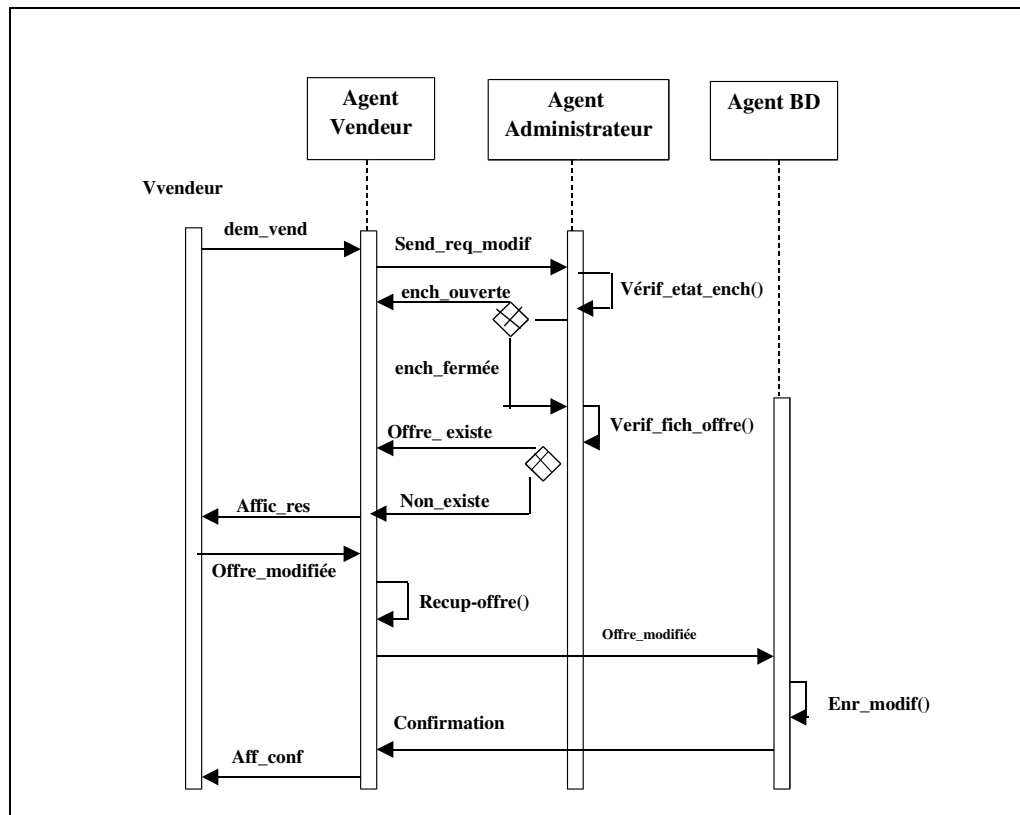 Agent
Vendeur
Agent
Administrateur
Agent BD
Vvendeur
dem_vend
Send_req_modif
Vérif_etat_ench()
ench_ouverte
ench_fermée
Verif_fich_offre()
Offre_ existe
Non_existe
Affic_res
Offre_modifiée
Recup-offre()
Offre_modifiée
Enr_modif()
Confirmation
Aff_conf